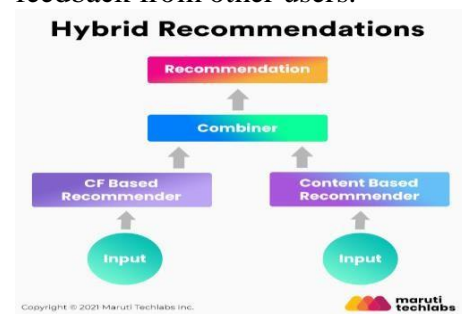 feedback from other users.
Hybrid Recommendations
Recommendation
Combiner
CF Based
Recommender
Content Based
Recommender
Input
Input
Copyright © 2021 Maruti Techlabs Inc.
maruti
techlabs